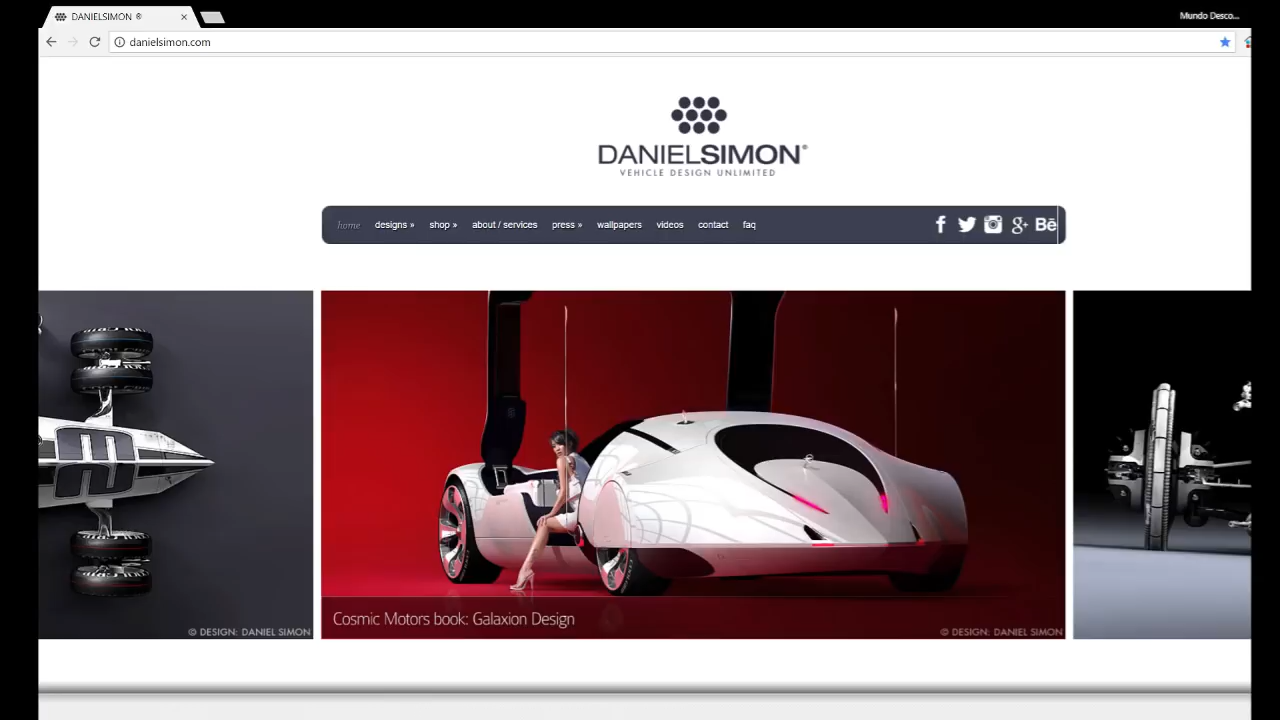 DANIELSIMON ®
Mundo Desco...
danielsimon.com
DANIELSIMON®
VEHICLE DESIGN UNLIMITED
home designs » shop » about / services press » wallpapers videos contact faq
f g+ Bē
© DESIGN: DANIEL SIMON
Cosmic Motors book: Galaxion Design
© DESIGN: DANIEL SIMON